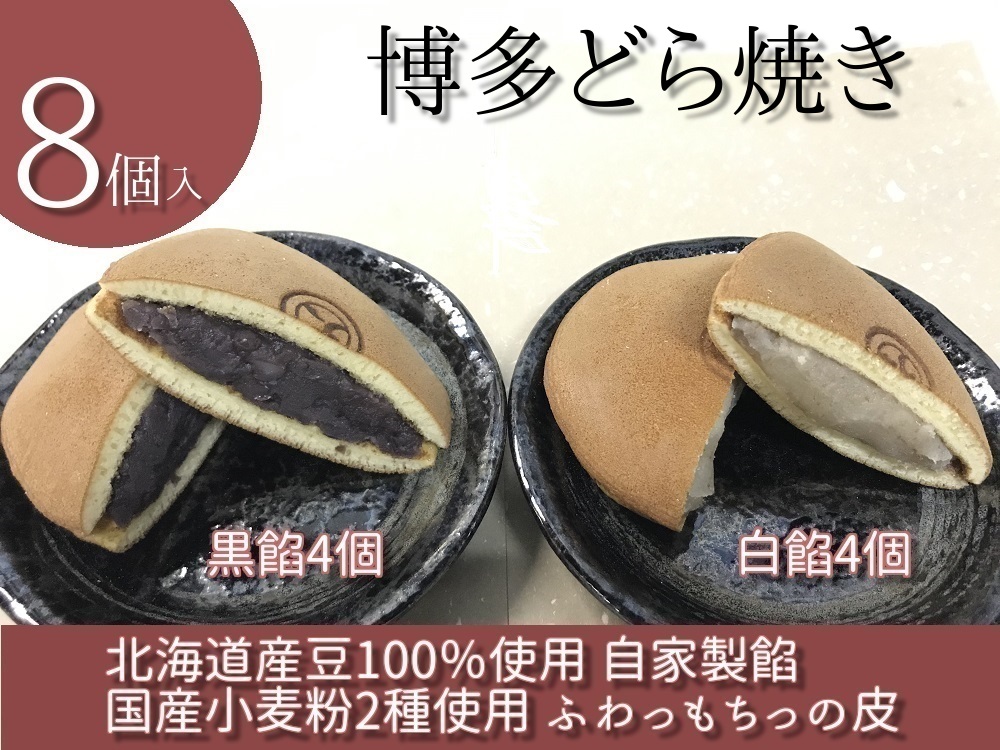 博多どら焼き
8個入
黒餡4個
白餡4個
北海道産豆100%使用 自家製餡
国産小麦粉2種使用 ふわっもちっの皮